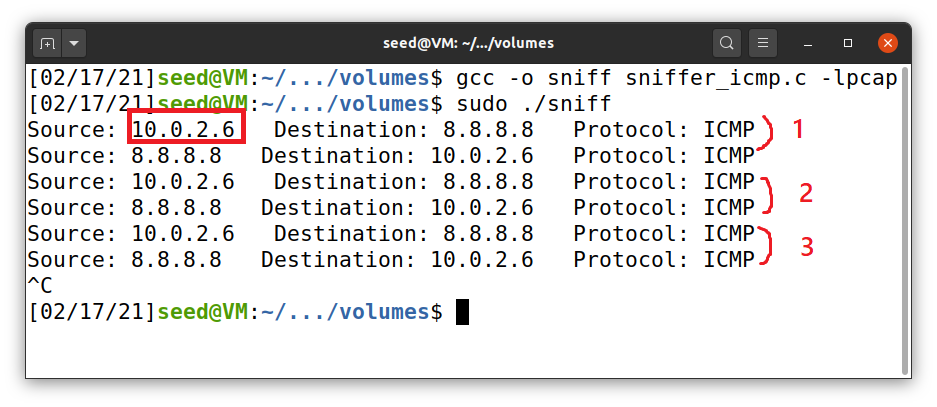 seed@VM: ~/.../volumes
[02/17/21]seed@VM:~/.../volumes$ gcc -o sniff sniffer_icmp.c -lpcap
[02/17/21]seed@VM:~/.../volumes$ sudo ./sniff
Source: 10.0.2.6   Destination: 8.8.8.8   Protocol: ICMP 1
Source: 8.8.8.8   Destination: 10.0.2.6   Protocol: ICMP
Source: 10.0.2.6   Destination: 8.8.8.8   Protocol: ICMP 2
Source: 8.8.8.8   Destination: 10.0.2.6   Protocol: ICMP
Source: 10.0.2.6   Destination: 8.8.8.8   Protocol: ICMP 3
Source: 8.8.8.8   Destination: 10.0.2.6   Protocol: ICMP
^C
[02/17/21]seed@VM:~/.../volumes$